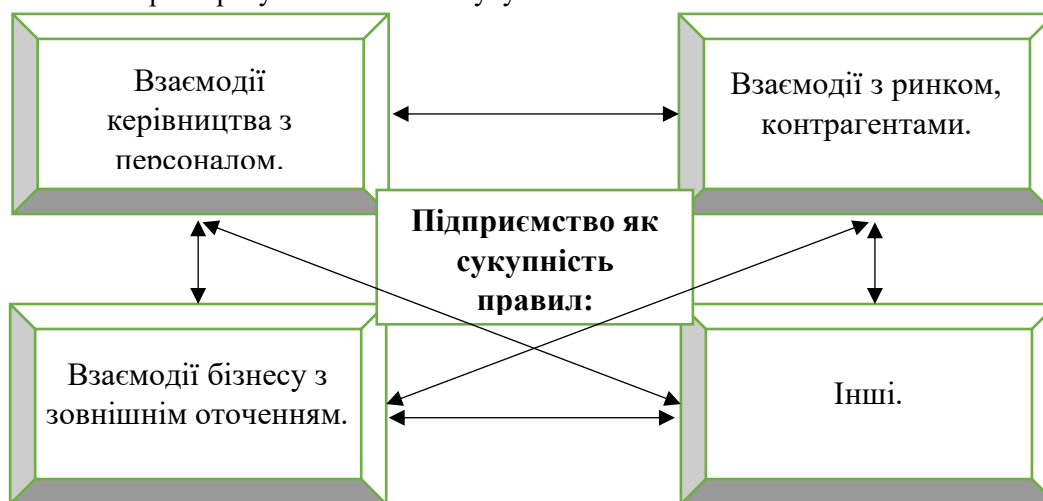 Взаємодії
керівництва з
персоналом.
Взаємодії з ринком,
контрагентами.
Підприємство як
сукупність
правил:
Взаємодії бізнесу з
зовнішнім оточенням.
Інші.